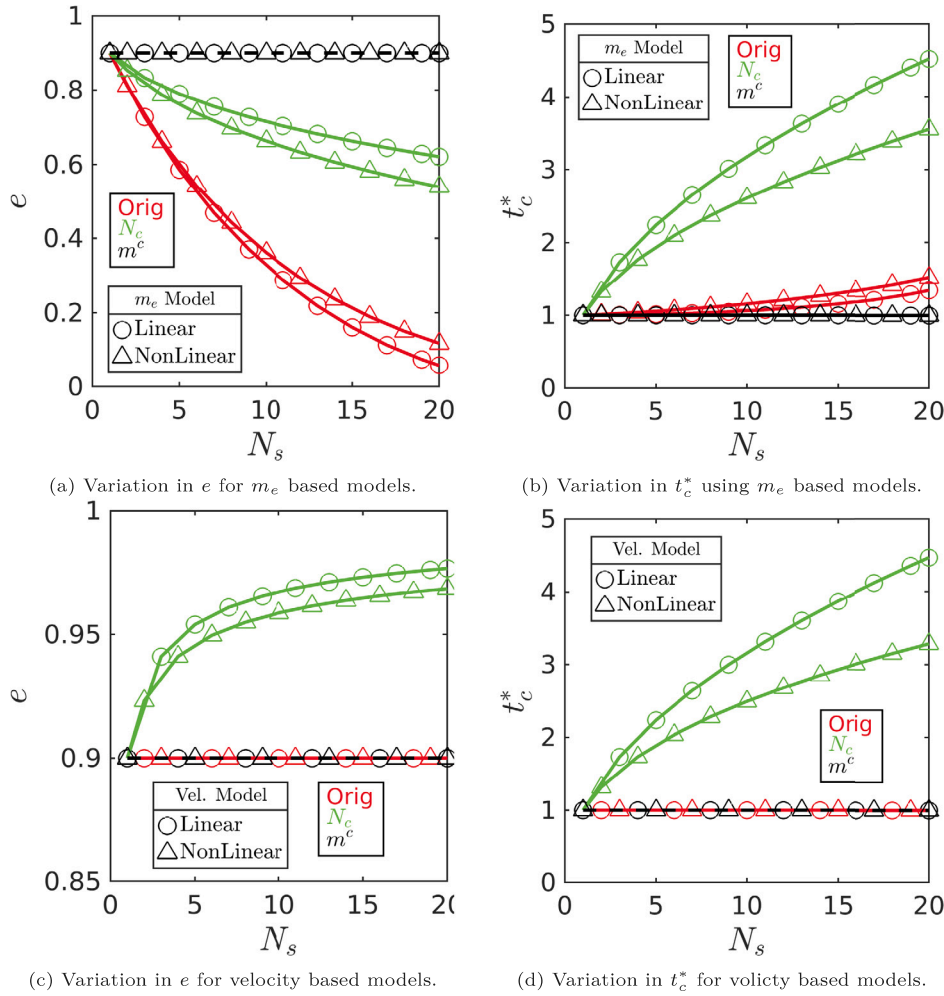 1
0.8
0.6
0.4
0.2
0
e
Orig
N_c
m^c
m_e Model
Linear
NonLinear
0 5 10 15 20
N_s
(a) Variation in e for m_e based models.
5
4
3
2
1
0
t_c^*
m_e Model
Linear
NonLinear
Orig
N_c
m^c
0 5 10 15 20
N_s
(b) Variation in t_c^* using m_e based models.
1
0.95
0.9
0.85
e
Vel. Model
Linear
NonLinear
Orig
N_c
m^c
0 5 10 15 20
N_s
(c) Variation in e for velocity based models.
5
4
3
2
1
0
t_c^*
Vel. Model
Linear
NonLinear
Orig
N_c
m^c
0 5 10 15 20
N_s
(d) Variation in t_c^* for volicty based models.